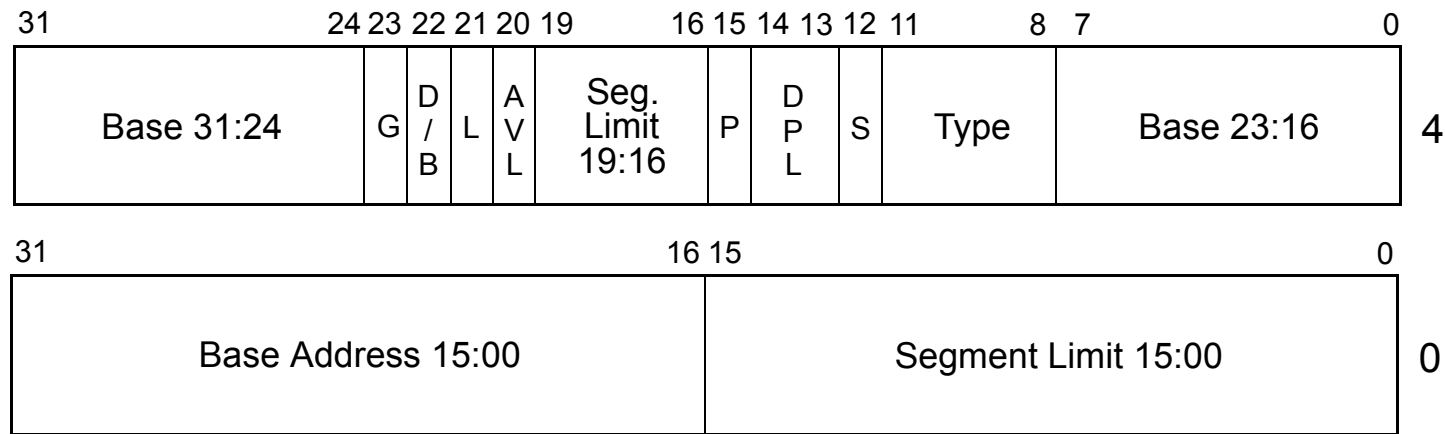 31 24 23 22 21 20 19 16 15 14 13 12 11 8 7 0
Base 31:24 G D/B L AVL Seg. Limit 19:16 P DPL S Type Base 23:16 4
31 16 15 0
Base Address 15:00 Segment Limit 15:00 0